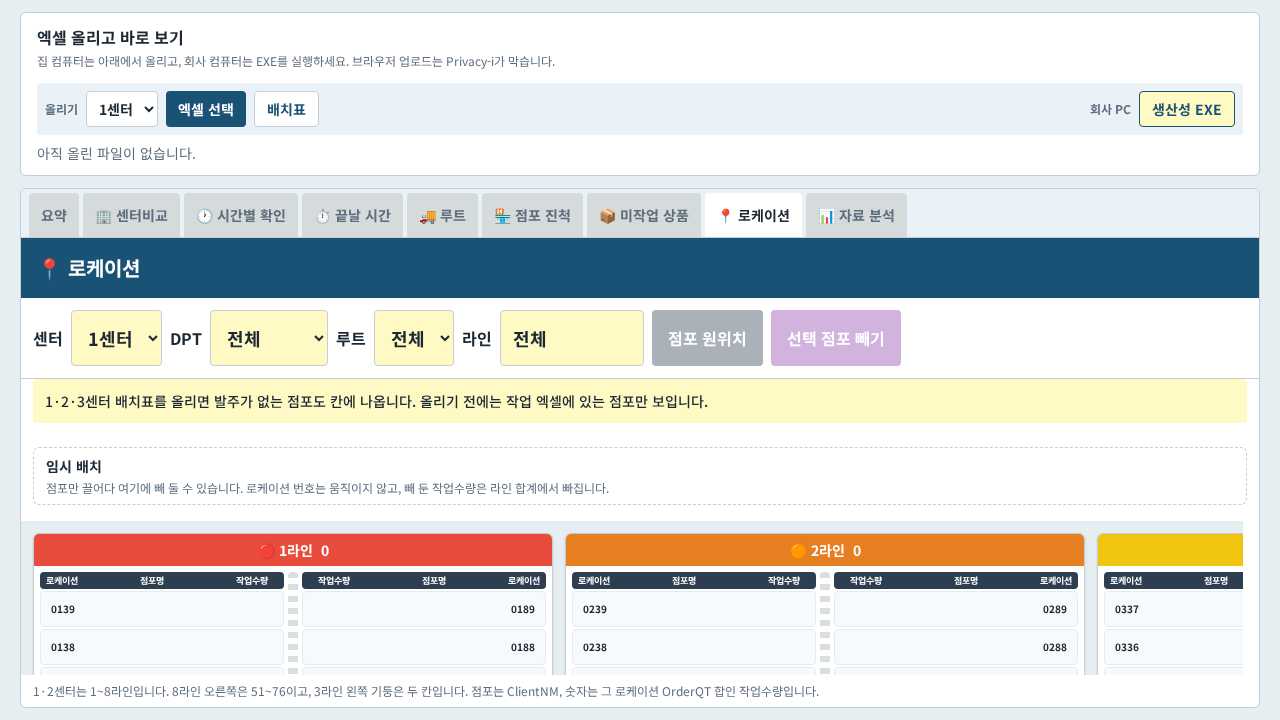 엑셀 올리고 바로 보기
집 컴퓨터는 아래에서 올리고, 회사 컴퓨터는 EXE를 실행하세요. 브라우저 업로드는 Privacy-i가 막습니다.
올리기 1센터 엑셀 선택 배치표 회사 PC 생산성 EXE
아직 올린 파일이 없습니다.
요약 센터비교 시간별 확인 끝날 시간 루트 점포 진척 미작업 상품 로케이션 자료 분석
로케이션
센터 1센터 DPT 전체 루트 전체 라인 전체 점포 원위치 선택 점포 빼기
1·2·3센터 배치표를 올리면 발주가 없는 점포도 칸에 나옵니다. 올리기 전에는 작업 엑셀에 있는 점포만 보입니다.
임시 배치
점포만 끌어다 여기에 빼 둘 수 있습니다. 로케이션 번호는 움직이지 않고, 빼 둔 작업수량은 라인 합계에서 빠집니다.
1라인 0 2라인 0
로케이션 점포명 작업수량 작업수량 점포명 로케이션 로케이션 점포명 작업수량 작업수량 점포명 로케이션 로케이션 점포명
0139 0189 0239 0289 0337
0138 0188 0238 0288 0336
1·2센터는 1~8라인입니다. 8라인 오른쪽은 51~76이고, 3라인 왼쪽 기둥은 두 칸입니다. 점포는 ClientNM, 숫자는 그 로케이션 OrderQT 합인 작업수량입니다.